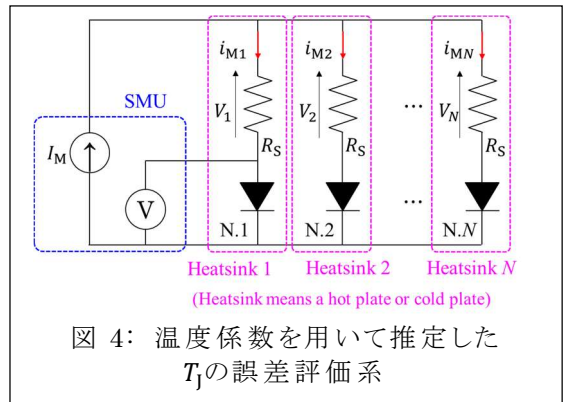 i_M1 i_M2 i_MN
SMU
V_1 V_2 ... V_N
I_M R_S R_S R_S
V
N.1 N.2 ... N.N
Heatsink 1 Heatsink 2 Heatsink N
(Heatsink means a hot plate or cold plate)
図 4: 温度係数を用いて推定した
T_Jの誤差評価系